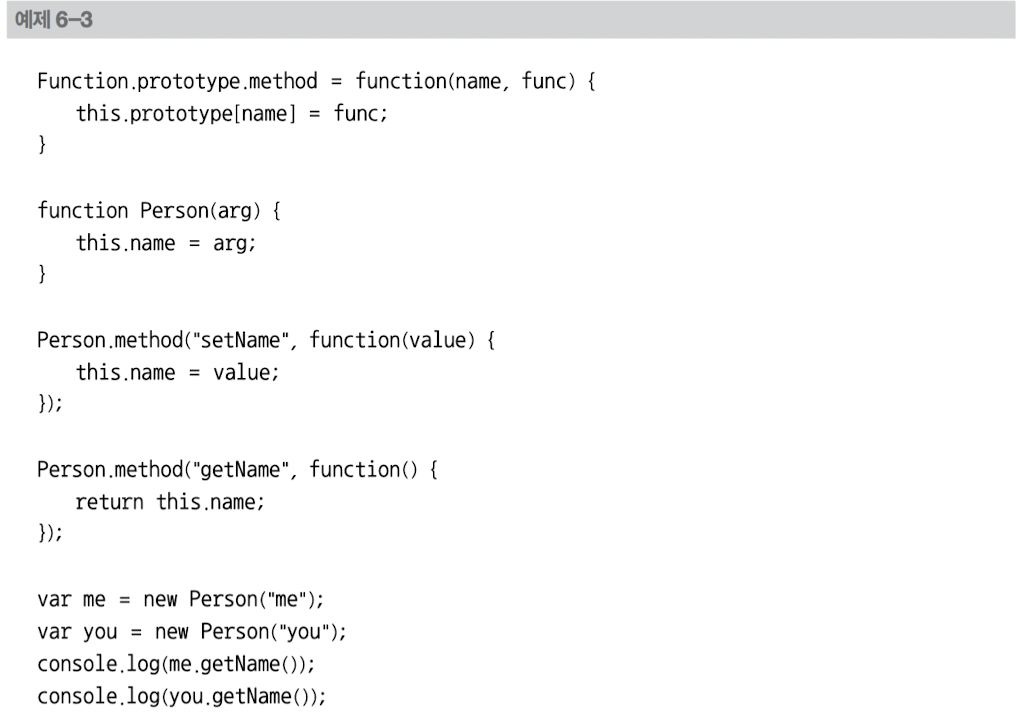 예제 6-3
Function.prototype.method = function(name, func) {
    this.prototype[name] = func;
}
function Person(arg) {
    this.name = arg;
}
Person.method("setName", function(value) {
    this.name = value;
});
Person.method("getName", function() {
    return this.name;
});
var me = new Person("me");
var you = new Person("you");
console.log(me.getName());
console.log(you.getName());